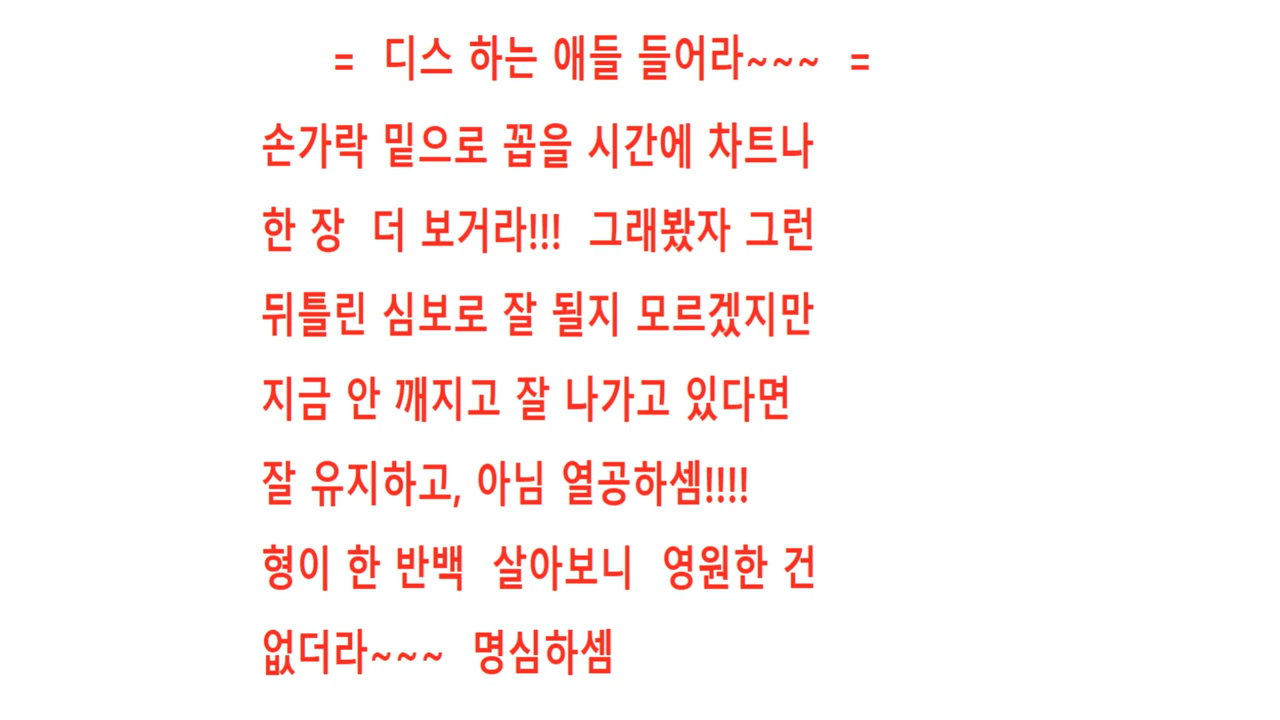 = 디스 하는 애들 들어라~~~ =
손가락 밑으로 꼽을 시간에 차트나
한 장 더 보거라!!! 그래봤자 그런
뒤틀린 심보로 잘 될지 모르겠지만
지금 안 깨지고 잘 나가고 있다면
잘 유지하고, 아님 열공하셈!!!!
형이 한 반백 살아보니 영원한 건
없더라~~~ 명심하셈